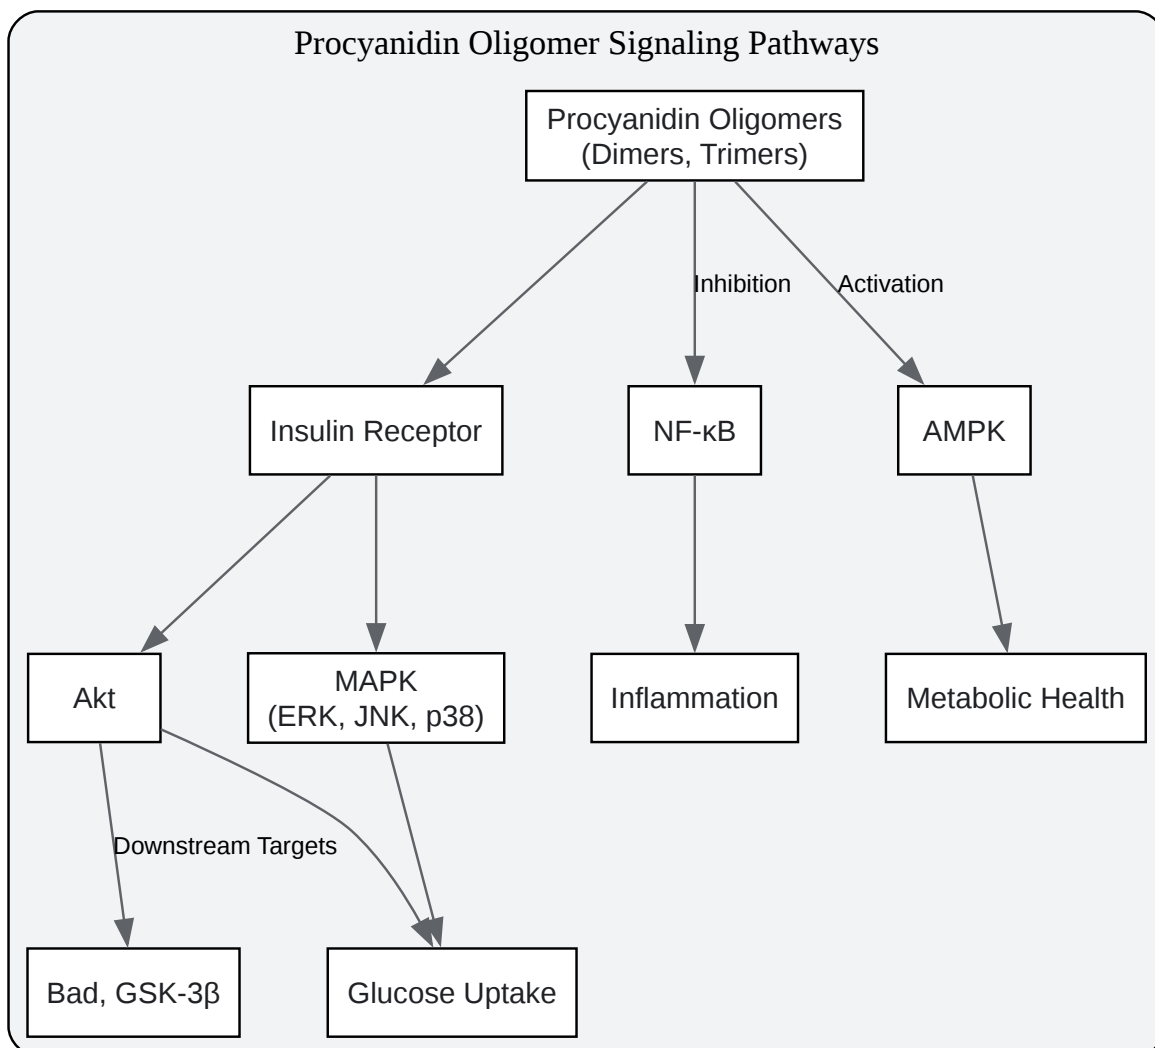 Procyanidin Oligomer Signaling Pathways
Procyanidin Oligomers
(Dimers, Trimers)
Inhibition
Activation
Insulin Receptor
NF-κB
AMPK
Akt
MAPK
(ERK, JNK, p38)
Inflammation
Metabolic Health
Downstream Targets
Bad, GSK-3β
Glucose Uptake